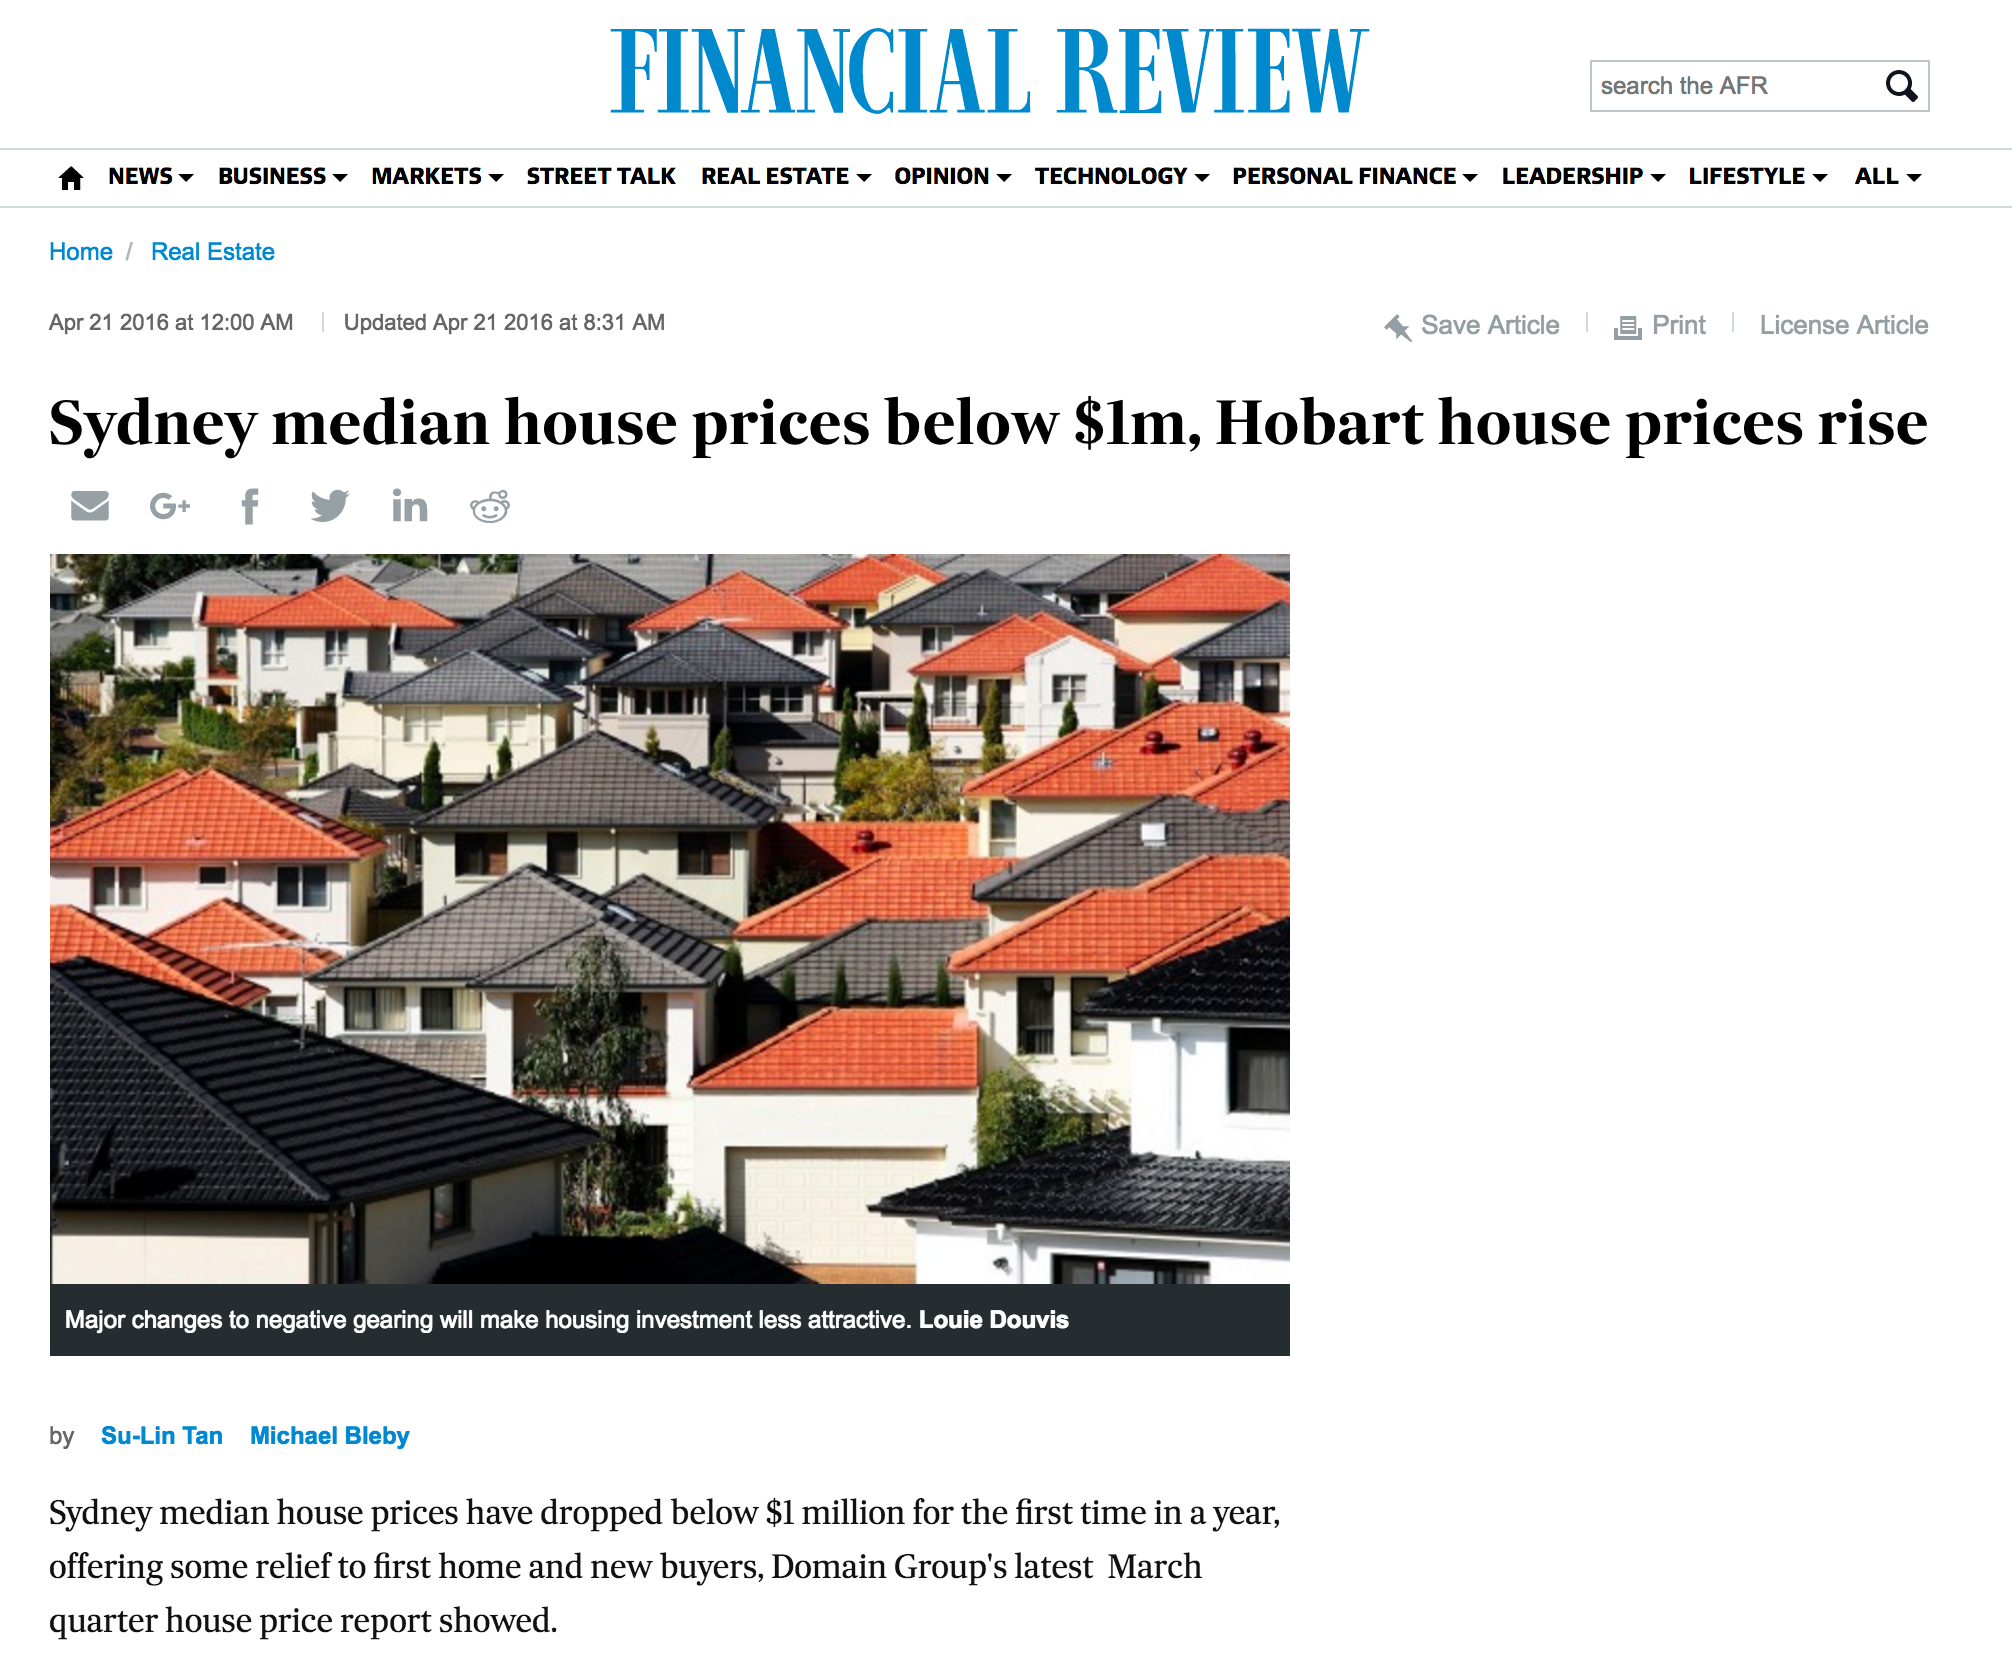 FINANCIAL REVIEW
search the AFR
NEWS BUSINESS MARKETS STREET TALK REAL ESTATE OPINION TECHNOLOGY PERSONAL FINANCE LEADERSHIP LIFESTYLE ALL
Home / Real Estate
Apr 21 2016 at 12:00 AM | Updated Apr 21 2016 at 8:31 AM
Save Article | Print | License Article
Sydney median house prices below $1m, Hobart house prices rise
G+ f in
Major changes to negative gearing will make housing investment less attractive. Louie Douvis
by Su-Lin Tan Michael Bleby
Sydney median house prices have dropped below $1 million for the first time in a year,
offering some relief to first home and new buyers, Domain Group's latest March
quarter house price report showed.